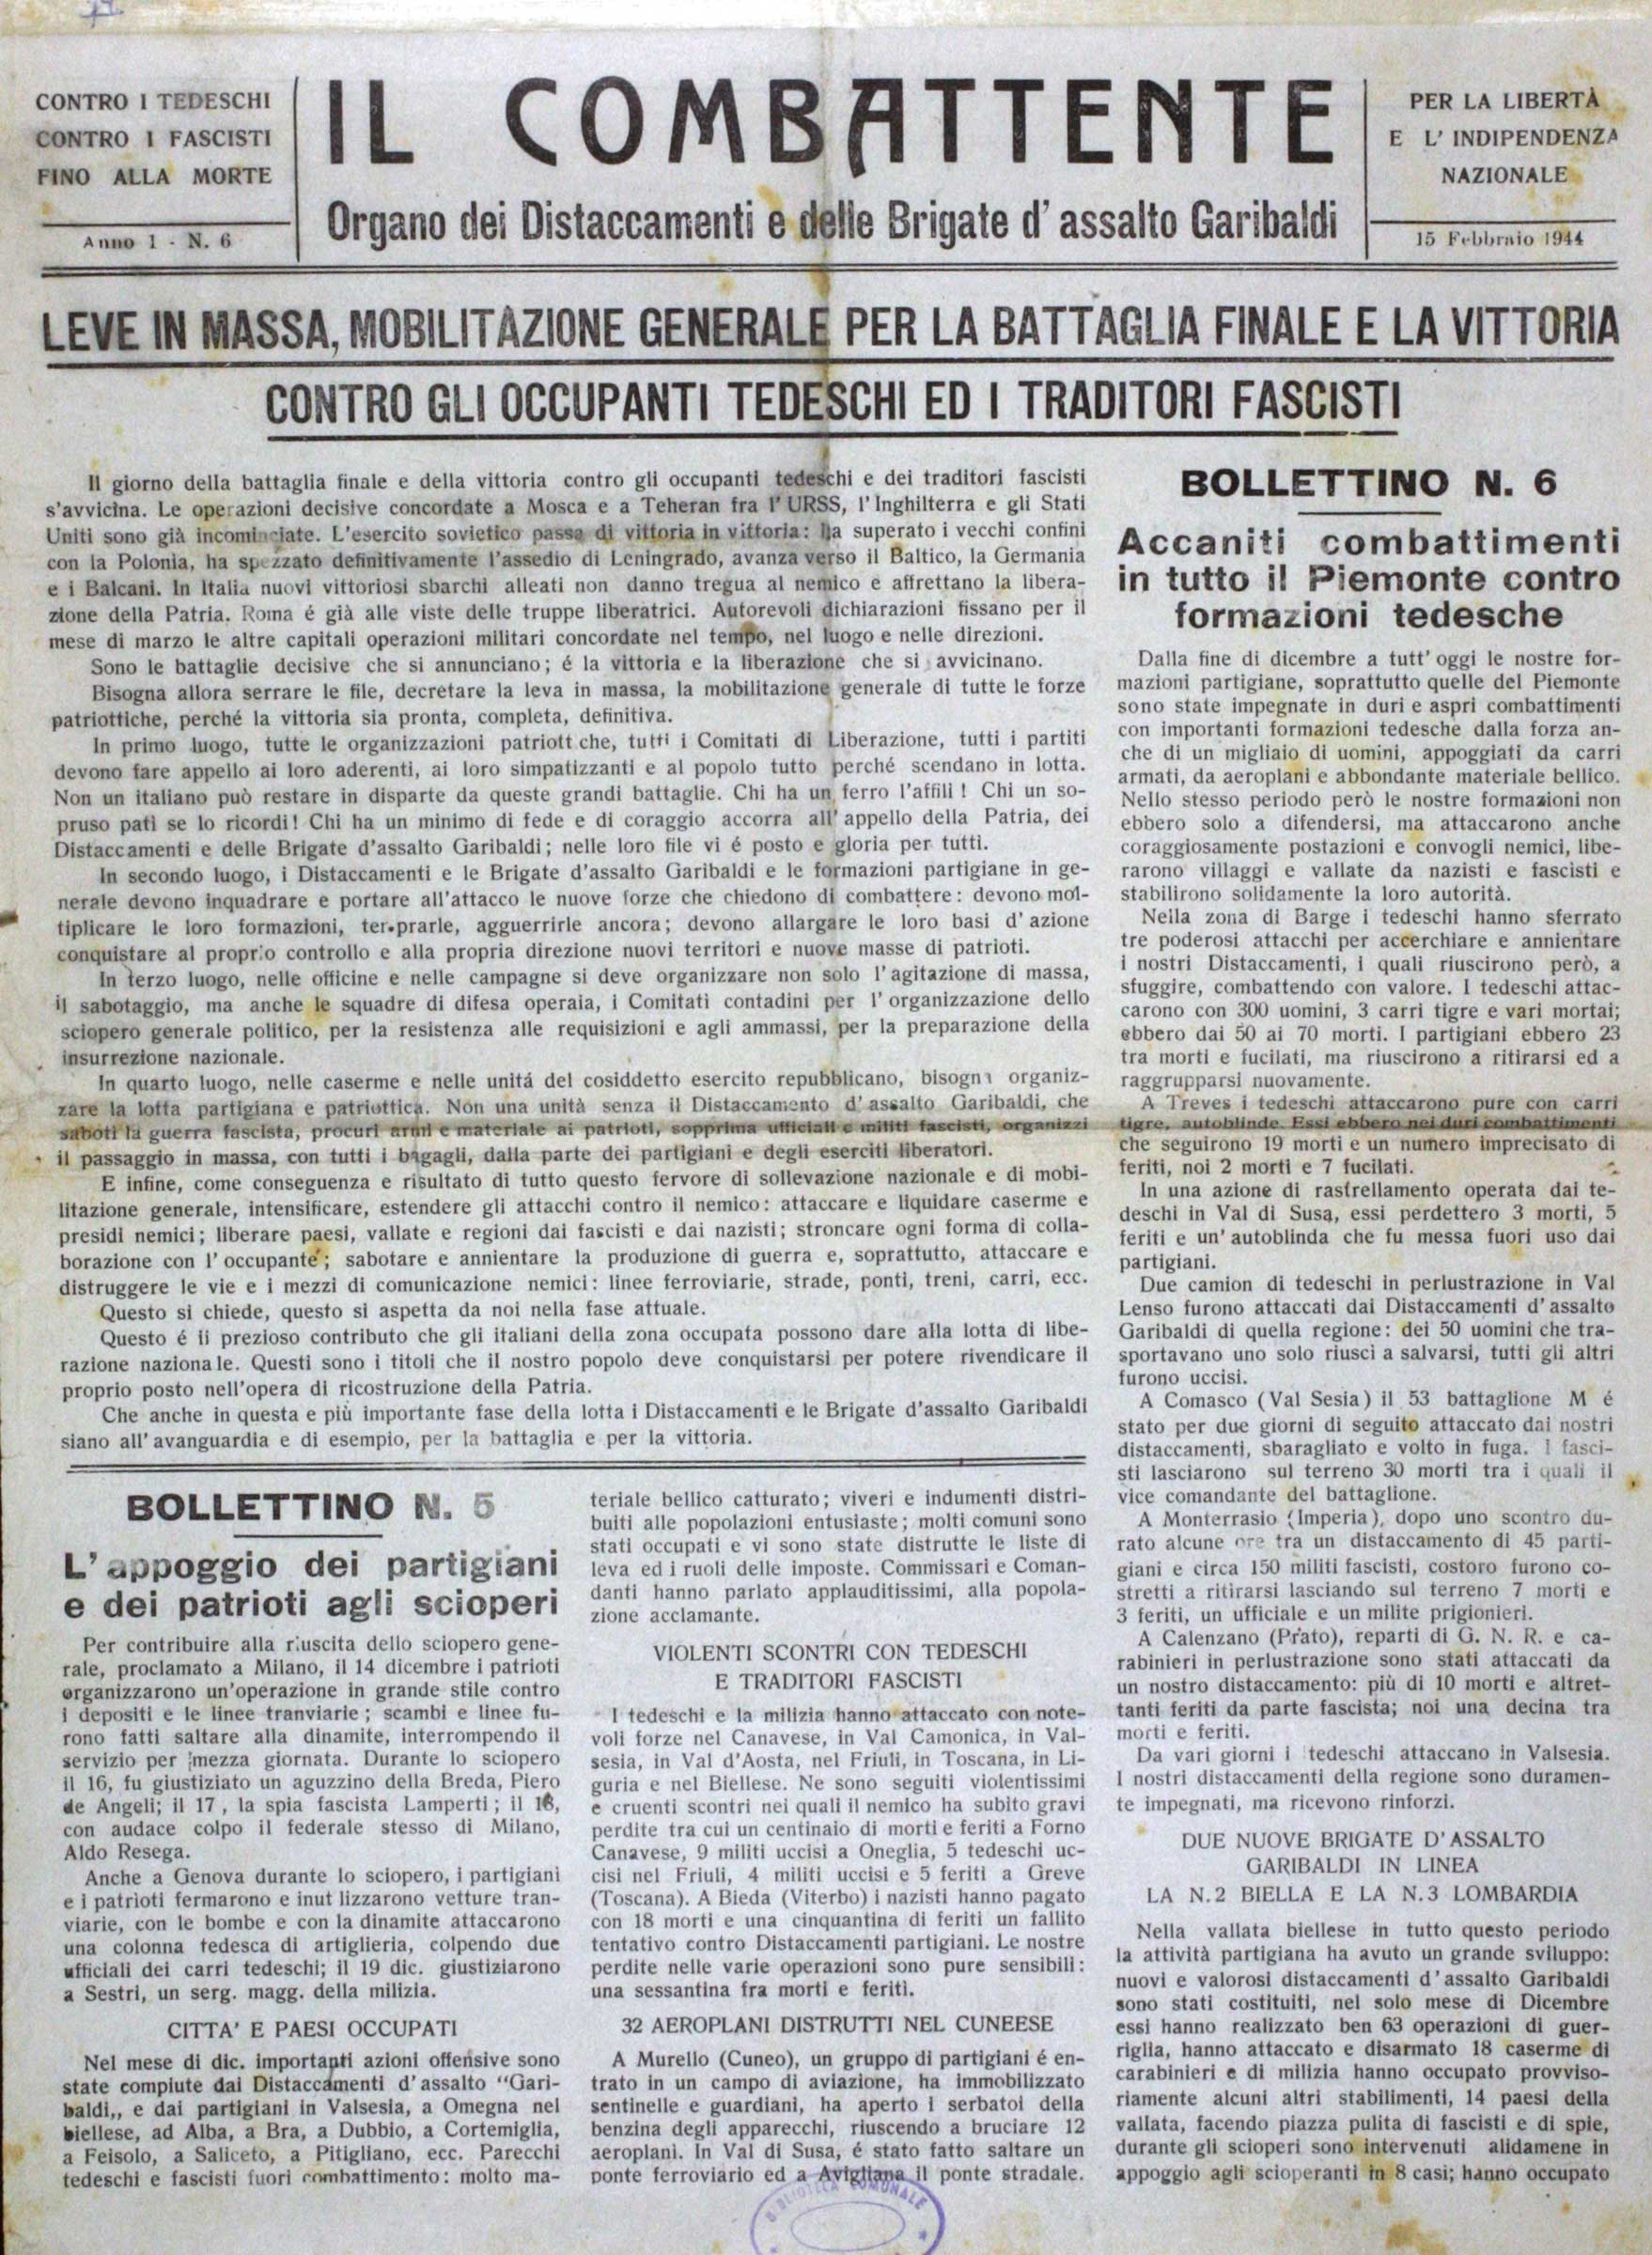 CONTRO I TEDESCHI
CONTRO I FASCISTI
FINO ALLA MORTE
Anno 1 - N. 6
IL COMBATTENTE
Organo dei Distaccamenti e delle Brigate d' assalto Garibaldi
PER LA LIBERTÀ
E L' INDIPENDENZA
NAZIONALE
15 Febbraio 1944
LEVE IN MASSA, MOBILITAZIONE GENERALE PER LA BATTAGLIA FINALE E LA VITTORIA
CONTRO GLI OCCUPANTI TEDESCHI ED I TRADITORI FASCISTI
Il giorno della battaglia finale e della vittoria contro gli occupanti tedeschi e dei traditori fascisti
s'avvicina. Le operazioni decisive concordate a Mosca e a Teheran fra l' URSS, l' Inghilterra e gli Stati
Uniti sono già incominciate. L'esercito sovietico passa di vittoria in vittoria: ha superato i vecchi confini
con la Polonia, ha spezzato definitivamente l'assedio di Leningrado, avanza verso il Baltico, la Germania
e i Balcani. In Italia nuovi vittoriosi sbarchi alleati non danno tregua al nemico e affrettano la libera-
zione della Patria. Roma é già alle viste delle truppe liberatrici. Autorevoli dichiarazioni fissano per il
mese di marzo le altre capitali operazioni militari concordate nel tempo, nel luogo e nelle direzioni.
Sono le battaglie decisive che si annunciano; é la vittoria e la liberazione che si avvicinano.
Bisogna allora serrare le file, decretare la leva in massa, la mobilitazione generale di tutte le forze
patriottiche, perché la vittoria sia pronta, completa, definitiva.
In primo luogo, tutte le organizzazioni patriott che, tutti i Comitati di Liberazione, tutti i partiti
devono fare appello ai loro aderenti, ai loro simpatizzanti e al popolo tutto perché scendano in lotta.
Non un italiano può restare in disparte da queste grandi battaglie. Chi ha un ferro l'affili ! Chi un so-
pruso patì se lo ricordi! Chi ha un minimo di fede e di coraggio accorra all' appello della Patria, dei
Distaccamenti e delle Brigate d'assalto Garibaldi; nelle loro file vi é posto e gloria per tutti.
In secondo luogo, i Distaccamenti e le Brigate d'assalto Garibaldi e le formazioni partigiane in ge-
nerale devono inquadrare e portare all'attacco le nuove forze che chiedono di combattere: devono mol-
tiplicare le loro formazioni, temprarle, agguerrirle ancora; devono allargare le loro basi d' azione
conquistare al proprio controllo e alla propria direzione nuovi territori e nuove masse di patrioti.
In terzo luogo, nelle officine e nelle campagne si deve organizzare non solo l' agitazione di massa,
il sabotaggio, ma anche le squadre di difesa operaia, i Comitati contadini per l' organizzazione dello
sciopero generale politico, per la resistenza alle requisizioni e agli ammassi, per la preparazione della
insurrezione nazionale.
In quarto luogo, nelle caserme e nelle unitá del cosiddetto esercito repubblicano, bisogna organiz-
zare la lotta partigiana e patriottica. Non una unità senza il Distaccamento d' assalto Garibaldi, che
saboti la guerra fascista, procuri armi e materiale ai patrioti, sopprima ufficiali e militi fascisti, organizzi
il passaggio in massa, con tutti i bagagli, dalla parte dei partigiani e degli eserciti liberatori.
E infine, come conseguenza e risultato di tutto questo fervore di sollevazione nazionale e di mobi-
litazione generale, intensificare, estendere gli attacchi contro il nemico: attaccare e liquidare caserme e
presidi nemici; liberare paesi, vallate e regioni dai fascisti e dai nazisti; stroncare ogni forma di colla-
borazione con l' occupante; sabotare e annientare la produzione di guerra e, soprattutto, attaccare e
distruggere le vie e i mezzi di comunicazione nemici: linee ferroviarie, strade, ponti, treni, carri, ecc.
Questo si chiede, questo si aspetta da noi nella fase attuale.
Questo é il prezioso contributo che gli italiani della zona occupata possono dare alla lotta di libe-
razione nazionale. Questi sono i titoli che il nostro popolo deve conquistarsi per potere rivendicare il
proprio posto nell'opera di ricostruzione della Patria.
Che anche in questa e più importante fase della lotta i Distaccamenti e le Brigate d'assalto Garibaldi
siano all' avanguardia e di esempio, per la battaglia e per la vittoria.
BOLLETTINO N. 5
L' appoggio dei partigiani
e dei patrioti agli scioperi
Per contribuire alla riuscita dello sciopero gene-
rale, proclamato a Milano, il 14 dicembre i patrioti
organizzarono un'operazione in grande stile contro
i depositi e le linee tranviarie ; scambi e linee fu-
rono fatti saltare alla dinamite, interrompendo il
servizio per mezza giornata. Durante lo sciopero
il 16, fu giustiziato un aguzzino della Breda, Piero
de Angeli; il 17 , la spia fascista Lamperti ; il 18,
con audace colpo il federale stesso di Milano,
Aldo Resega.
Anche a Genova durante lo sciopero, i partigiani
e i patrioti fermarono e inut lizzarono vetture tran-
viarie, con le bombe e con la dinamite attaccarono
una colonna tedesca di artiglieria, colpendo due
ufficiali dei carri tedeschi; il 19 dic. giustiziarono
a Sestri, un serg. magg. della milizia.
CITTA' E PAESI OCCUPATI
Nel mese di dic. importanti azioni offensive sono
state compiute dai Distaccamenti d' assalto "Gari-
baldi,, e dai partigiani in Valsesia, a Omegna nel
biellese, ad Alba, a Bra, a Dubbio, a Cortemiglia,
a Feisolo, a Saliceto, a Pitigliano, ecc. Parecchi
tedeschi e fascisti fuori combattimento: molto ma-
teriale bellico catturato; viveri e indumenti distri-
buiti alle popolazioni entusiaste; molti comuni sono
stati occupati e vi sono state distrutte le liste di
leva ed i ruoli delle imposte. Commissari e Coman-
danti hanno parlato applauditissimi, alla popola-
zione acclamante.
VIOLENTI SCONTRI CON TEDESCHI
E TRADITORI FASCISTI
I tedeschi e la milizia hanno attaccato con note-
voli forze nel Canavese, in Val Camonica, in Val-
sesia, in Val d'Aosta, nel Friuli, in Toscana, in Li-
guria e nel Biellese. Ne sono seguiti violentissimi
e cruenti scontri nei quali il nemico ha subito gravi
perdite tra cui un centinaio di morti e feriti a Forno
Canavese, 9 militi uccisi a Oneglia, 5 tedeschi uc-
cisi nel Friuli, 4 militi uccisi e 5 feriti a Greve
(Toscana). A Bieda (Viterbo) i nazisti hanno pagato
con 18 morti e una cinquantina di feriti un fallito
tentativo contro Distaccamenti partigiani. Le nostre
perdite nelle varie operazioni sono pure sensibili:
una sessantina fra morti e feriti.
32 AEROPLANI DISTRUTTI NEL CUNEESE
A Murello (Cuneo), un gruppo di partigiani é en-
trato in un campo di aviazione, ha immobilizzato
sentinelle e guardiani, ha aperto i serbatoi della
benzina degli apparecchi, riuscendo a bruciare 12
aeroplani. In Val di Susa, é stato fatto saltare un
ponte ferroviario ed a Avigliana il ponte stradale.
BOLLETTINO N. 6
Accaniti combattimenti
in tutto il Piemonte contro
formazioni tedesche
Dalla fine di dicembre a tutt' oggi le nostre for-
mazioni partigiane, soprattutto quelle del Piemonte
sono state impegnate in duri e aspri combattimenti
con importanti formazioni tedesche dalla forza an-
che di un migliaio di uomini, appoggiati da carri
armati, da aeroplani e abbondante materiale bellico.
Nello stesso periodo però le nostre formazioni non
ebbero solo a difendersi, ma attaccarono anche
coraggiosamente postazioni e convogli nemici, libe-
rarono villaggi e vallate da nazisti e fascisti e
stabilirono solidamente la loro autorità.
Nella zona di Barge i tedeschi hanno sferrato
tre poderosi attacchi per accerchiare e annientare
i nostri Distaccamenti, i quali riuscirono però, a
sfuggire, combattendo con valore. I tedeschi attac-
carono con 300 uomini, 3 carri tigre e vari mortai;
ebbero dai 50 ai 70 morti. I partigiani ebbero 23
tra morti e fucilati, ma riuscirono a ritirarsi ed a
raggrupparsi nuovamente.
A Treves i tedeschi attaccarono pure con carri
tigre, autoblinde. Essi ebbero nei duri combattimenti
che seguirono 19 morti e un numero imprecisato di
feriti, noi 2 morti e 7 fucilati.
In una azione di rastrellamento operata dai te-
deschi in Val di Susa, essi perdettero 3 morti, 5
feriti e un' autoblinda che fu messa fuori uso dai
partigiani.
Due camion di tedeschi in perlustrazione in Val
Lenso furono attaccati dai Distaccamenti d' assalto
Garibaldi di quella regione: dei 50 uomini che tra-
sportavano uno solo riuscì a salvarsi, tutti gli altri
furono uccisi.
A Comasco (Val Sesia) il 53 battaglione M é
stato per due giorni di seguito attaccato dai nostri
distaccamenti, sbaragliato e volto in fuga. I fasci-
sti lasciarono sul terreno 30 morti tra i quali il
vice comandante del battaglione.
A Monterrasio (Imperia), dopo uno scontro du-
rato alcune ore tra un distaccamento di 45 parti-
giani e circa 150 militi fascisti, costoro furono co-
stretti a ritirarsi lasciando sul terreno 7 morti e
3 feriti, un ufficiale e un milite prigionieri.
A Calenzano (Prato), reparti di G. N. R. e ca-
rabinieri in perlustrazione sono stati attaccati da
un nostro distaccamento: più di 10 morti e altret-
tanti feriti da parte fascista; noi una decina tra
morti e feriti.
Da vari giorni i tedeschi attaccano in Valsesia.
I nostri distaccamenti della regione sono duramen-
te impegnati, ma ricevono rinforzi.
DUE NUOVE BRIGATE D' ASSALTO
GARIBALDI IN LINEA
LA N.2 BIELLA E LA N.3 LOMBARDIA
Nella vallata biellese in tutto questo periodo
la attività partigiana ha avuto un grande sviluppo:
nuovi e valorosi distaccamenti d' assalto Garibaldi
sono stati costituiti, nel solo mese di Dicembre
essi hanno realizzato ben 63 operazioni di guer-
riglia, hanno attaccato e disarmato 18 caserme di
carabinieri e di milizia hanno occupato provviso-
riamente alcuni altri stabilimenti, 14 paesi della
vallata, facendo piazza pulita di fascisti e di spie,
durante gli scioperi sono intervenuti alidamene in
appoggio agli scioperanti in 8 casi; hanno occupato
BIBLIOTECA COMUNALE